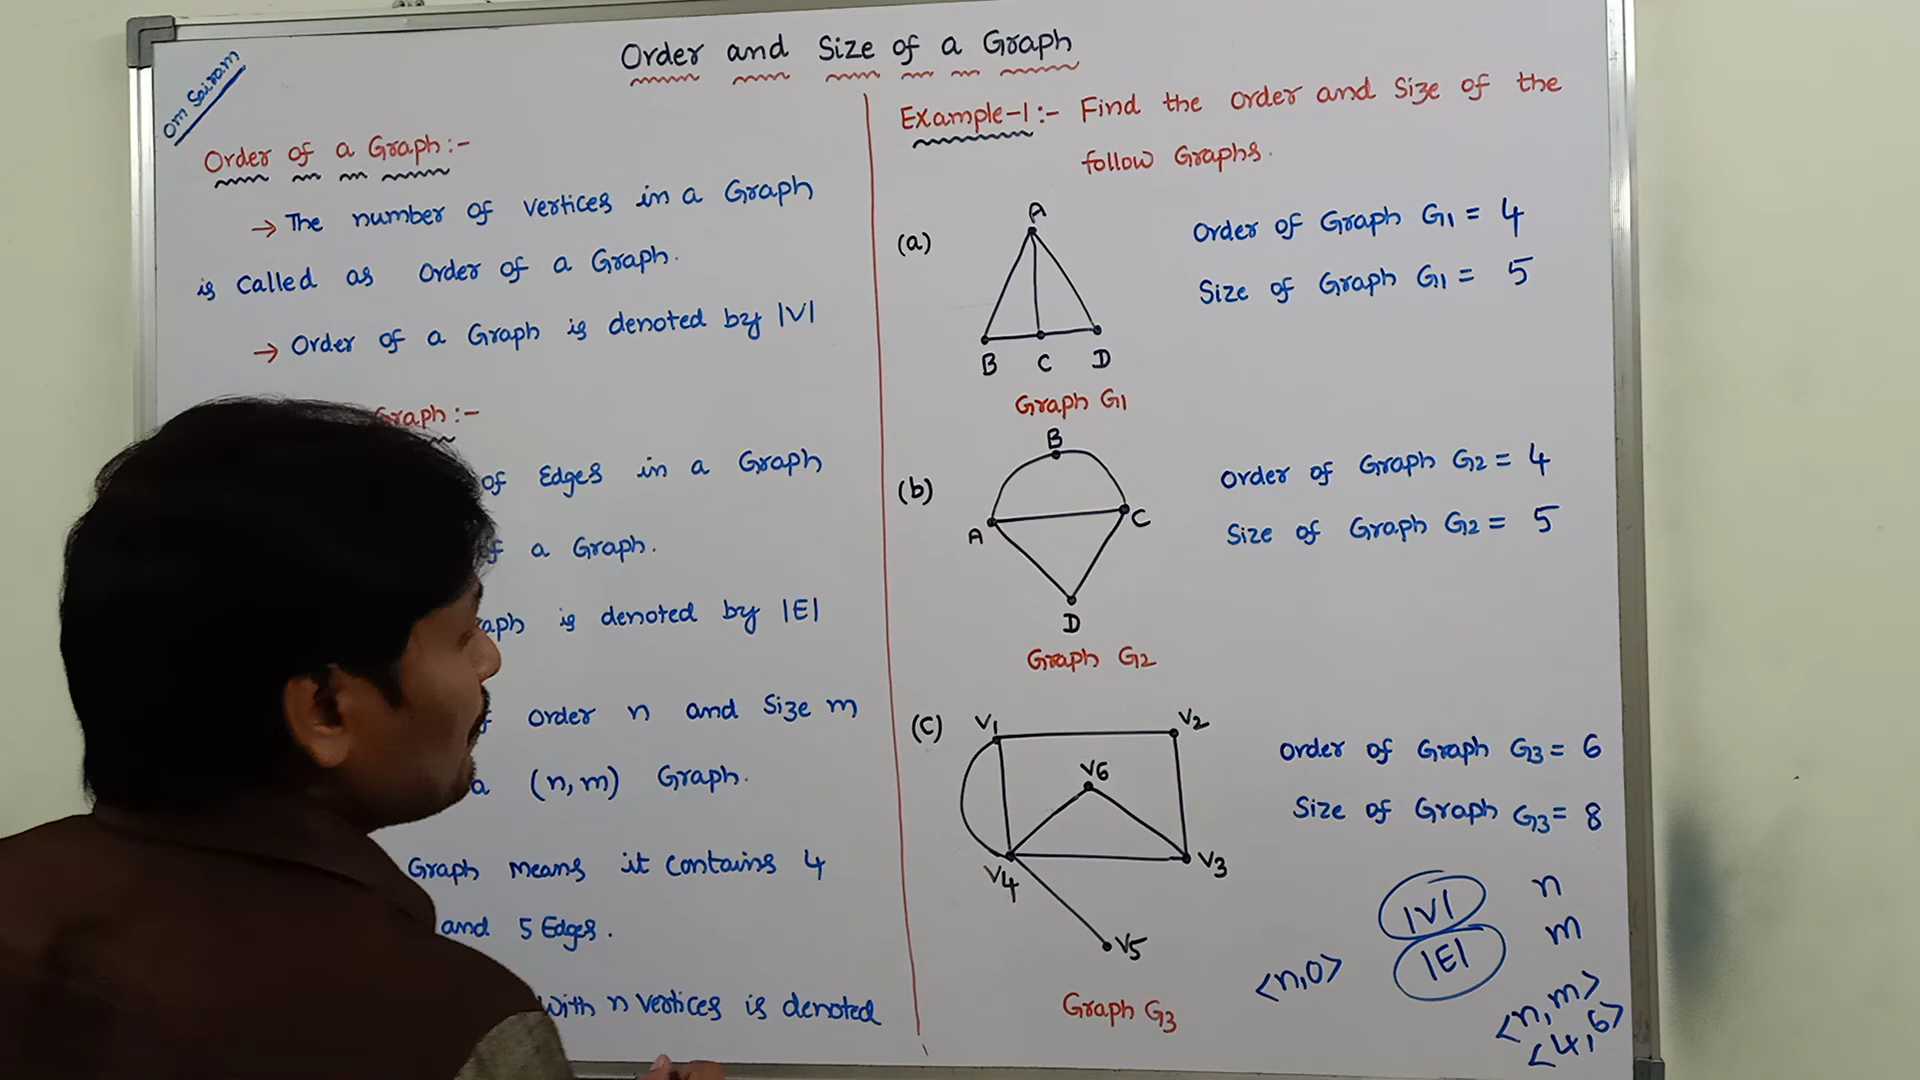 Order and Size of a Graph
Om Sairam
Order of a Graph:-
→ The number of vertices in a Graph
is Called as Order of a Graph.
→ Order of a Graph is denoted by |V|
Graph:-
of Edges in a Graph
a Graph.
is denoted by |E|
order n and Size m
a (n,m) Graph.
Graph means it contains 4
and 5 Edges.
with n vertices is denoted
Example-1:- Find the order and Size of the
follow Graphs.
(a)
A
B C D
Graph G1
Order of Graph G1 = 4
Size of Graph G1 = 5
(b)
B
A
C
D
Graph G2
Order of Graph G2 = 4
Size of Graph G2 = 5
(C)
V1
V2
V6
V4
V3
V5
Graph G3
Order of Graph G3 = 6
Size of Graph G3 = 8
|V| n
|E| m
<n,0>
<n,m>
<4,6>